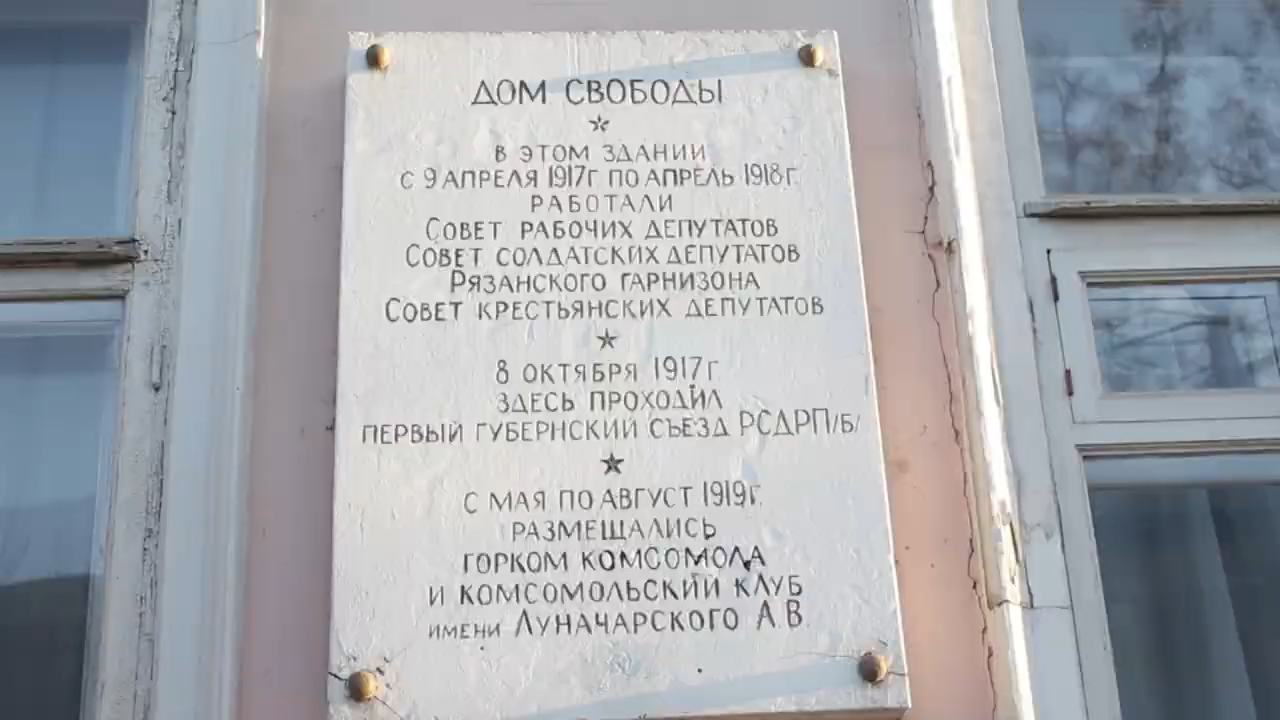 ДОМ СВОБОДЫ
В ЭТОМ ЗДАНИИ
С 9 АПРЕЛЯ 1917г. ПО АПРЕЛЬ 1918г.
РАБОТАЛИ
СОВЕТ РАБОЧИХ ДЕПУТАТОВ
СОВЕТ СОЛДАТСКИХ ДЕПУТАТОВ
РЯЗАНСКОГО ГАРНИЗОНА
СОВЕТ КРЕСТЬЯНСКИХ ДЕПУТАТОВ
8 ОКТЯБРЯ 1917г.
ЗДЕСЬ ПРОХОДИЛ
ПЕРВЫЙ ГУБЕРНСКИЙ СЪЕЗД РСДРП/Б/
С МАЯ ПО АВГУСТ 1919г.
РАЗМЕЩАЛИСЬ
ГОРКОМ КОМСОМОЛА
И КОМСОМОЛЬСКИЙ КЛУБ
ИМЕНИ ЛУНАЧАРСКОГО А.В.